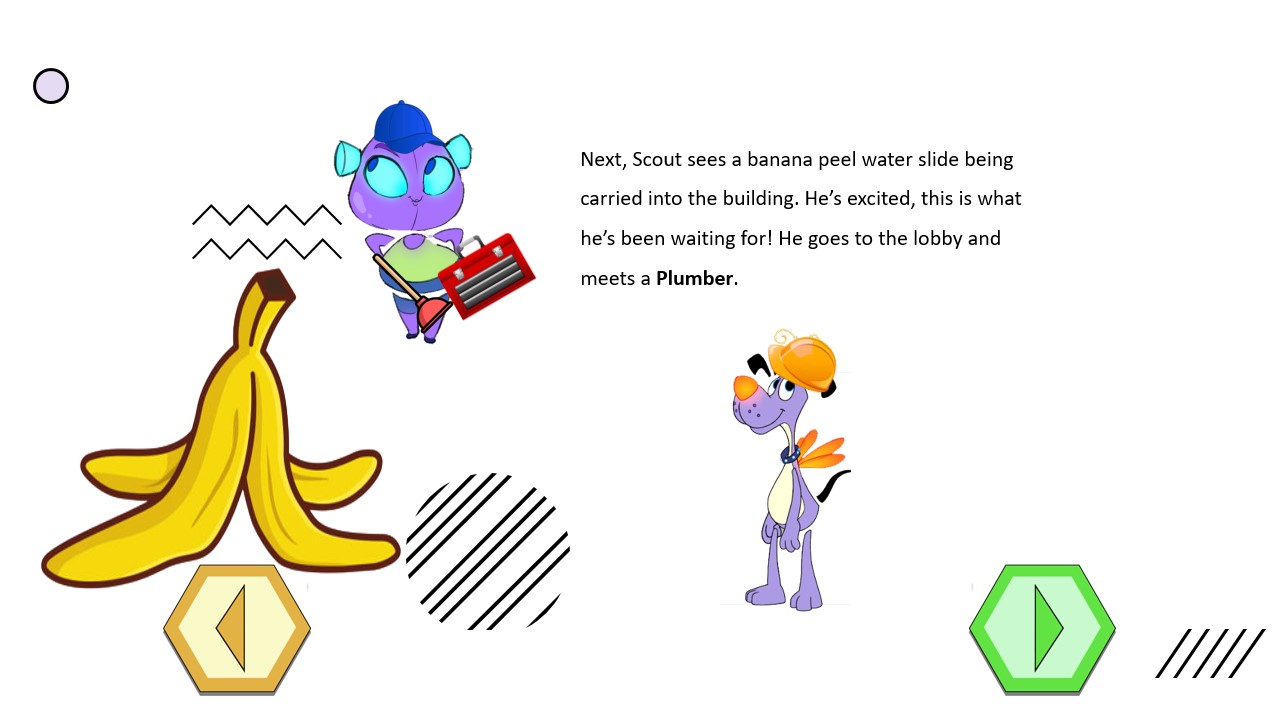 Next, Scout sees a banana peel water slide being
carried into the building. He’s excited, this is what
he’s been waiting for! He goes to the lobby and
meets a Plumber.